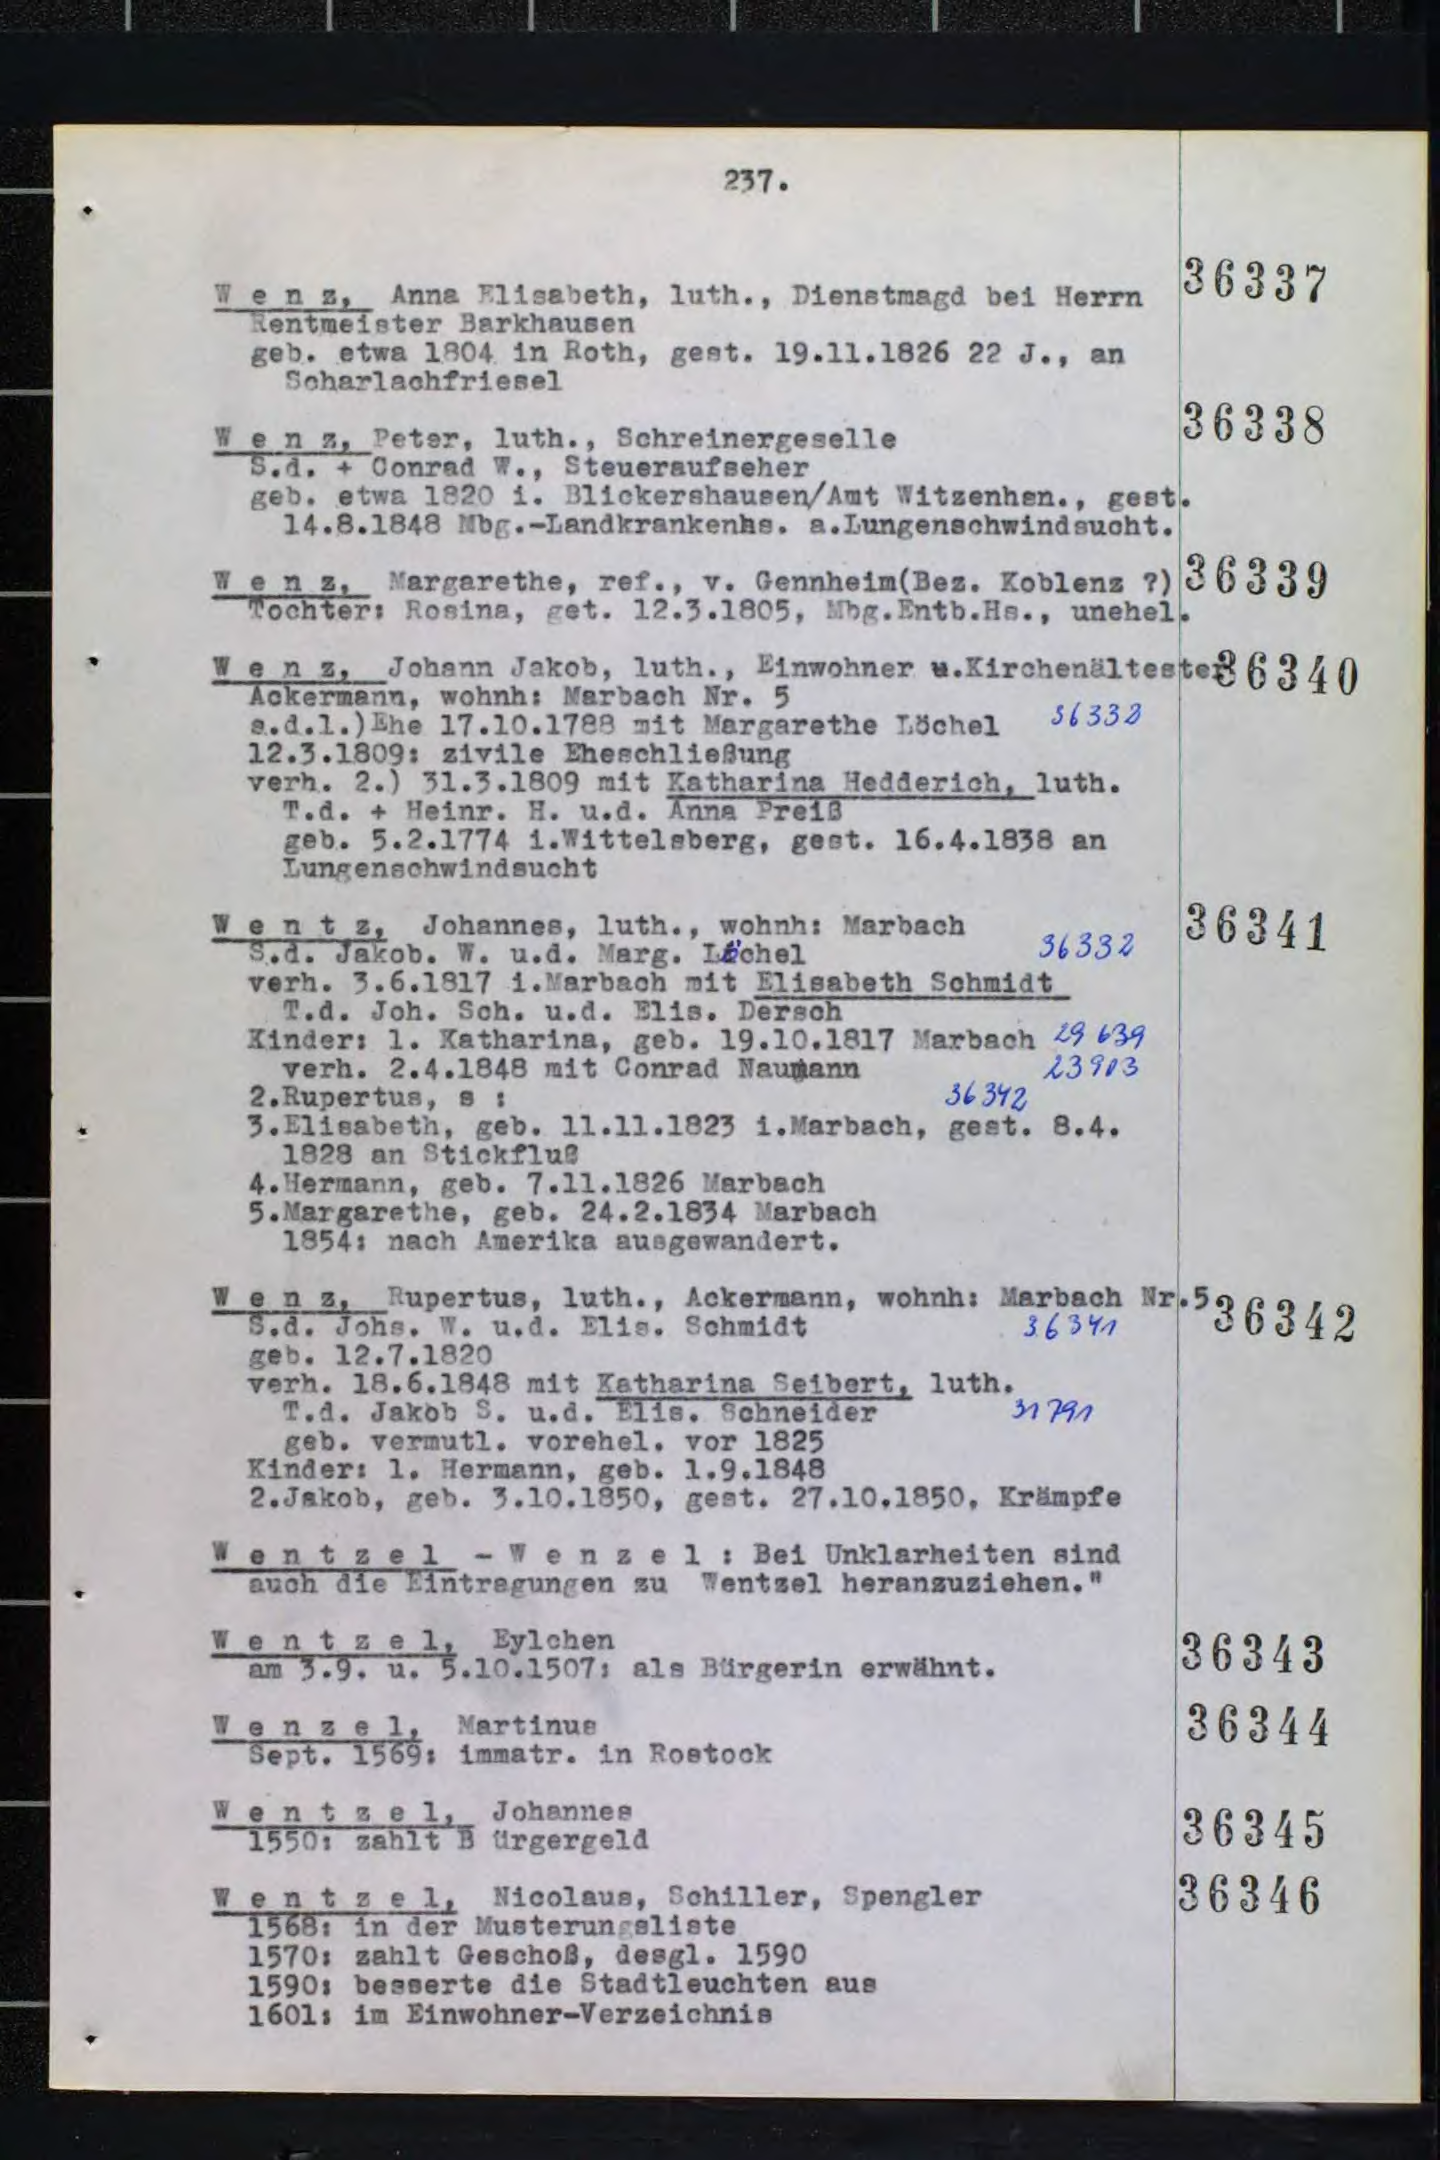 237.
W e n z, Anna Elisabeth, luth., Dienstmagd bei Herrn 36337
Rentmeister Barkhausen
geb. etwa 1804 in Roth, gest. 19.11.1826 22 J., an
Scharlachfriesel
W e n z, Peter, luth., Schreinergeselle 36338
S.d. + Conrad W., Steueraufseher
geb. etwa 1820 i. Blickershausen/Amt Witzenhsn., gest.
14.8.1848 Mbg.-Landkrankenhs. a.Lungenschwindsucht.
W e n z, Margarethe, ref., v. Gennheim(Bez. Koblenz ?) 36339
Tochter: Rosina, get. 12.3.1805, Mbg.Entb.Hs., unehel.
W e n z, Johann Jakob, luth., Einwohner u.Kirchenältester 36340
Ackermann, wohnh: Marbach Nr. 5
s.d.1.)Ehe 17.10.1788 mit Margarethe Löchel 36332
12.3.1809: zivile Eheschließung
verh. 2.) 31.3.1809 mit Katharina Hedderich, luth.
T.d. + Heinr. H. u.d. Anna Preiß
geb. 5.2.1774 i.Wittelsberg, gest. 16.4.1838 an
Lungenschwindsucht
W e n t z, Johannes, luth., wohnh: Marbach 36341
S.d. Jakob. W. u.d. Marg. Löchel 36332
verh. 3.6.1817 i.Marbach mit Elisabeth Schmidt
T.d. Joh. Sch. u.d. Elis. Dersch
Kinder: 1. Katharina, geb. 19.10.1817 Marbach 29 639
verh. 2.4.1848 mit Conrad Naumann 23903
2.Rupertus, s : 36342
3.Elisabeth, geb. 11.11.1823 i.Marbach, gest. 8.4.
1828 an Stickfluß
4.Hermann, geb. 7.11.1826 Marbach
5.Margarethe, geb. 24.2.1834 Marbach
1854: nach Amerika ausgewandert.
W e n z, Rupertus, luth., Ackermann, wohnh: Marbach Nr.5 36342
S.d. Johs. W. u.d. Elis. Schmidt 36341
geb. 12.7.1820
verh. 18.6.1848 mit Katharina Seibert, luth.
T.d. Jakob S. u.d. Elis. Schneider 31791
geb. vermutl. vorehel. vor 1825
Kinder: 1. Hermann, geb. 1.9.1848
2.Jakob, geb. 3.10.1850, gest. 27.10.1850, Krämpfe
W e n t z e l - W e n z e l : Bei Unklarheiten sind
auch die Eintragungen zu Wentzel heranzuziehen."
W e n t z e l, Eylchen 36343
am 3.9. u. 5.10.1507: als Bürgerin erwähnt.
W e n z e l, Martinus 36344
Sept. 1569: immatr. in Rostock
W e n t z e l, Johannes 36345
1550: zahlt B ürgergeld
W e n t z e l, Nicolaus, Schiller, Spengler 36346
1568: in der Musterungsliste
1570: zahlt Geschoß, desgl. 1590
1590: besserte die Stadtleuchten aus
1601: im Einwohner-Verzeichnis